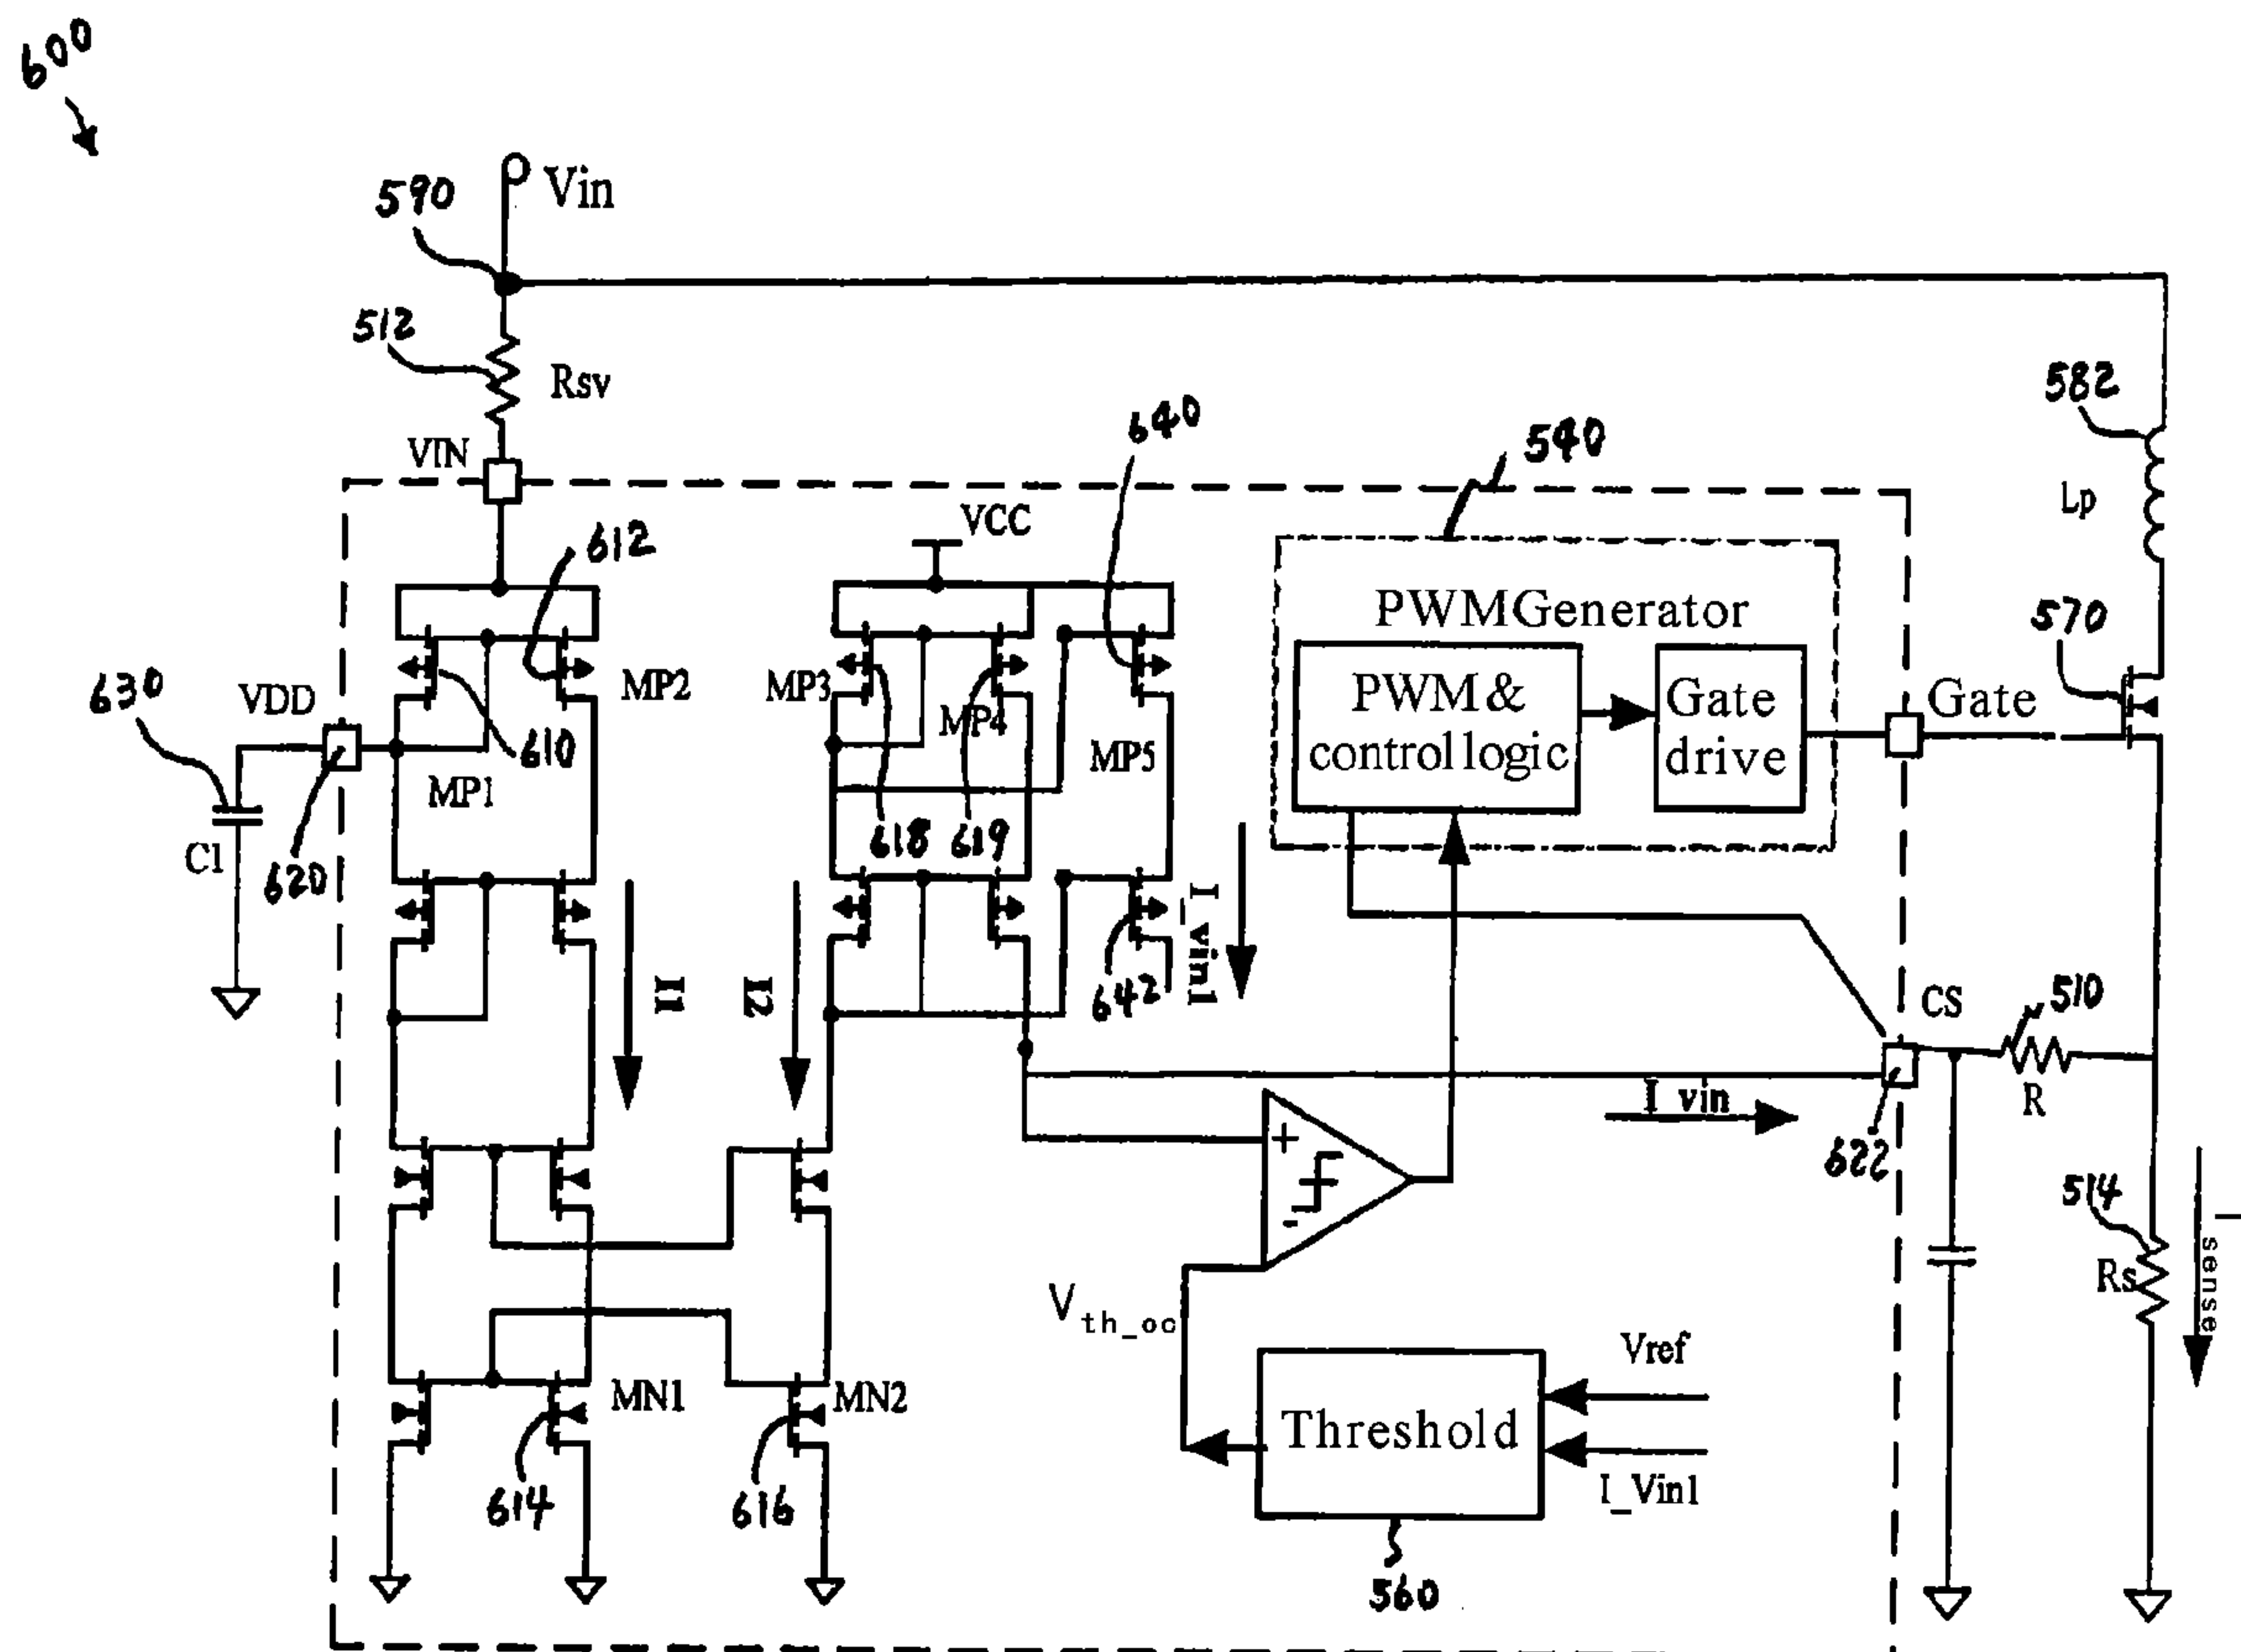 600
590
Vin
512
Rsv
VIN
582
Lp
640
540
VCC
612
PWMGenerator
570
630
VDD
MP2
MP3
MP4
PWM &
control logic
Gate
drive
Gate
610
MP1
MP5
C1
620
618
619
I1
I2
I_vin1
642
CS
510
R
I_vin
622
+
-
514
Rs
I_sense
V_th_oc
Vref
MN1
MN2
Threshold
614
616
I_Vin1
560